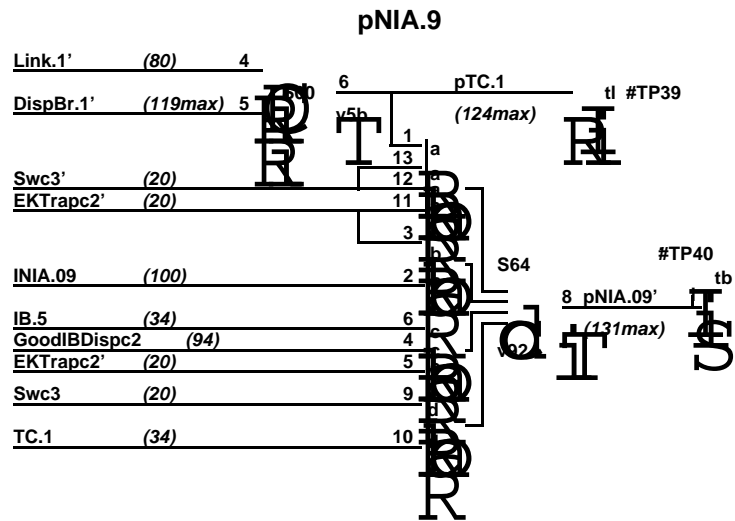 pNIA.9
Link.1' (80) 4
6 pTC.1 tl #TP39
DispBr.1' (119max) 5 v5b (124max)
1 a
13 a
Swc3' (20) 12
EKTrapc2' (20) 11
3 b
#TP40
S64
INIA.09 (100) 2 tb
8 pNIA.09'
IB.5 (34) 6 c (131max)
GoodIBDispc2 (94) 4
EKTrapc2' (20) 5
Swc3 (20) 9
d
TC.1 (34) 10